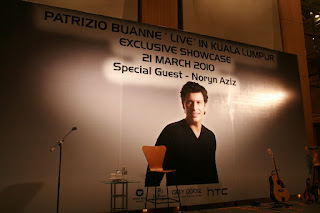 PATRIZIO BUANNE 'LIVE' IN KUALA LUMPUR
EXCLUSIVE SHOWCASE
21 MARCH 2010
Special Guest - Noryn Aziz
hTC